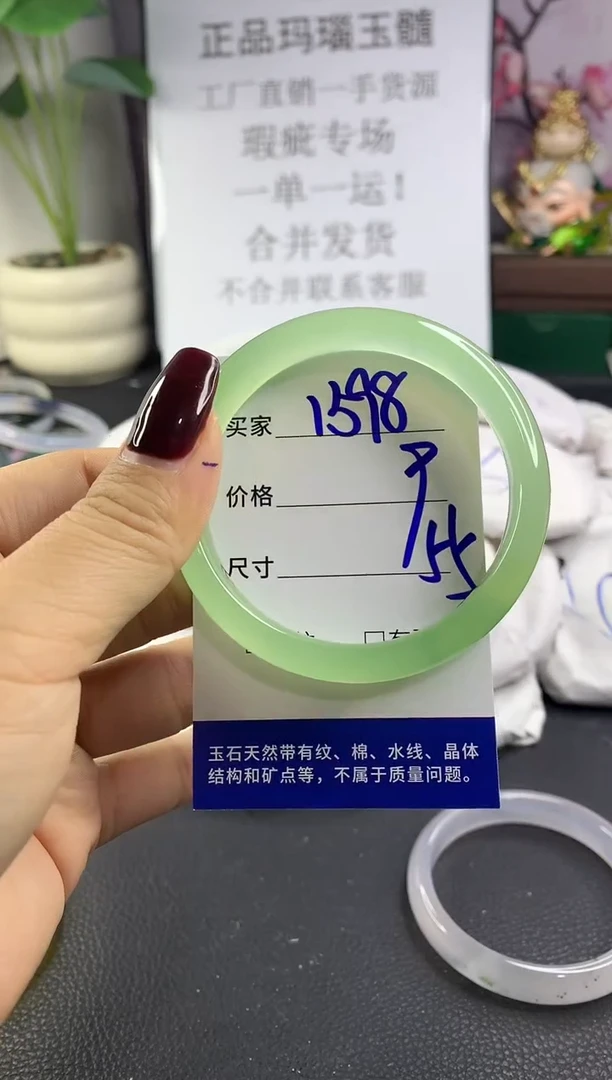 正品玛瑙玉髓
工厂直销一手货源
瑕疵专场
一单一运！
合并发货
不合并联系客服
买家 1598
价格
尺寸
玉石天然带有纹、棉、水线、晶体
结构和矿点等，不属于质量问题。